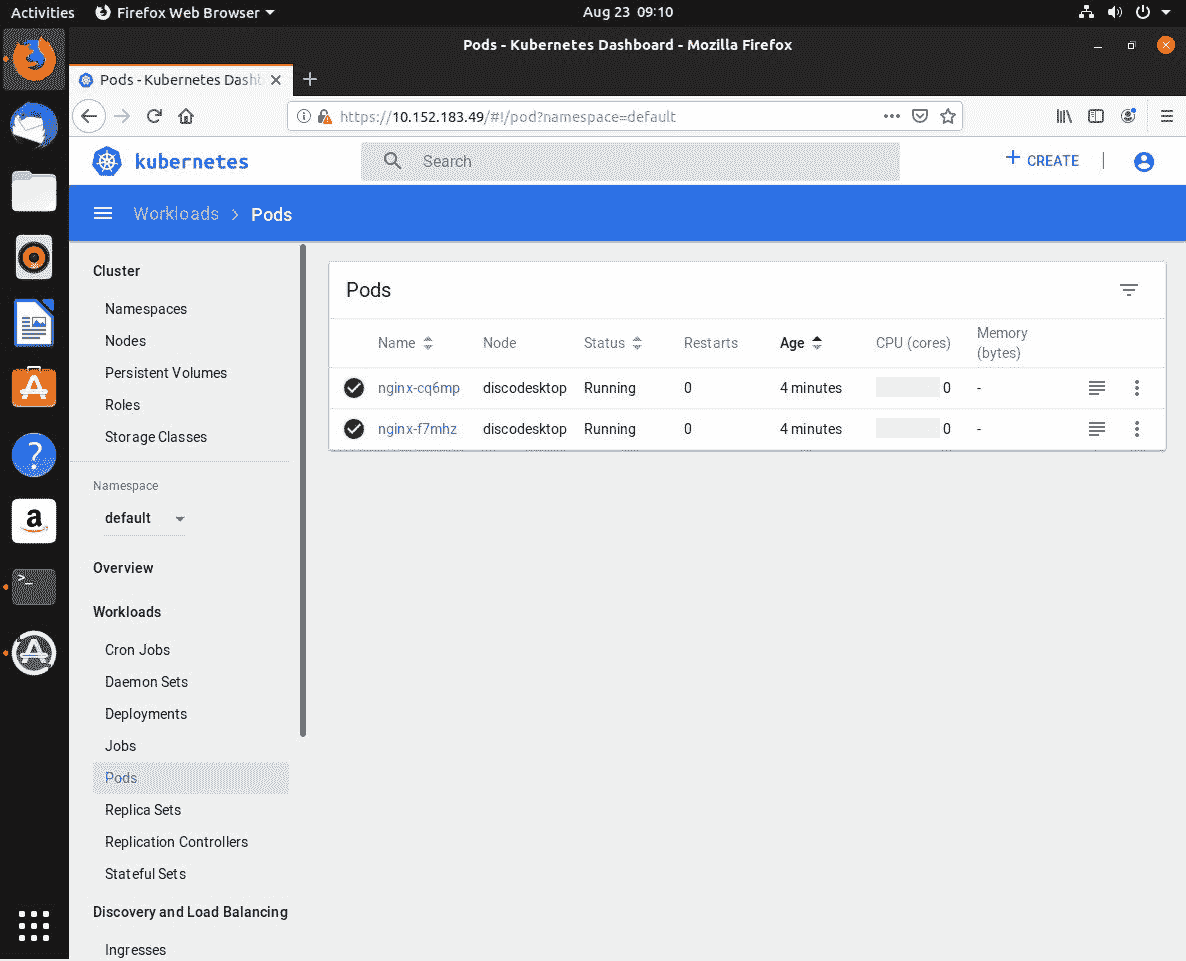 Activities Firefox Web Browser Aug 23 09:10
Pods - Kubernetes Dashboard - Mozilla Firefox
Pods - Kubernetes Dashb
https://10.152.183.49/#!/pod?namespace=default
kubernetes Search CREATE
Workloads > Pods
Cluster
Namespaces
Nodes
Persistent Volumes
Roles
Storage Classes
Namespace
default
Overview
Workloads
Cron Jobs
Daemon Sets
Deployments
Jobs
Pods
Replica Sets
Replication Controllers
Stateful Sets
Discovery and Load Balancing
Ingresses
Pods
Name Node Status Restarts Age CPU (cores) Memory (bytes)
nginx-cq6mp discodesktop Running 0 4 minutes 0 -
nginx-f7mhz discodesktop Running 0 4 minutes 0 -